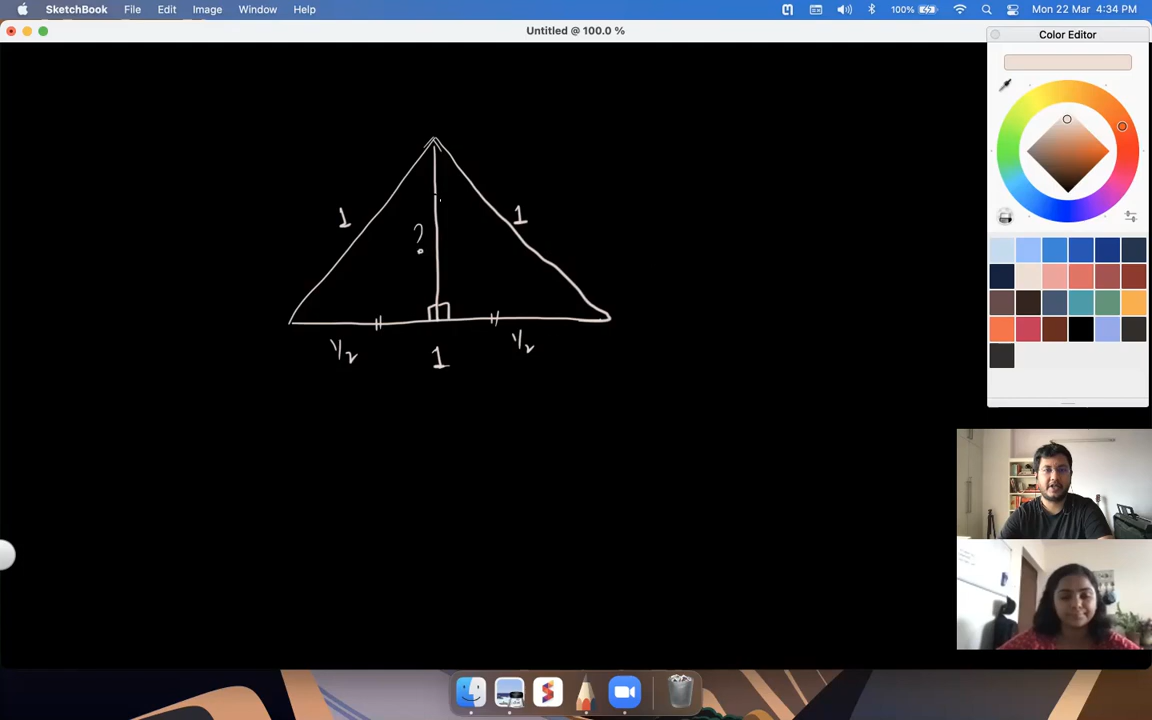 SketchBook File Edit Image Window Help 100% Mon 22 Mar 4:34 PM
Untitled @ 100.0 %
Color Editor
1 1
?
1/2 1 1/2